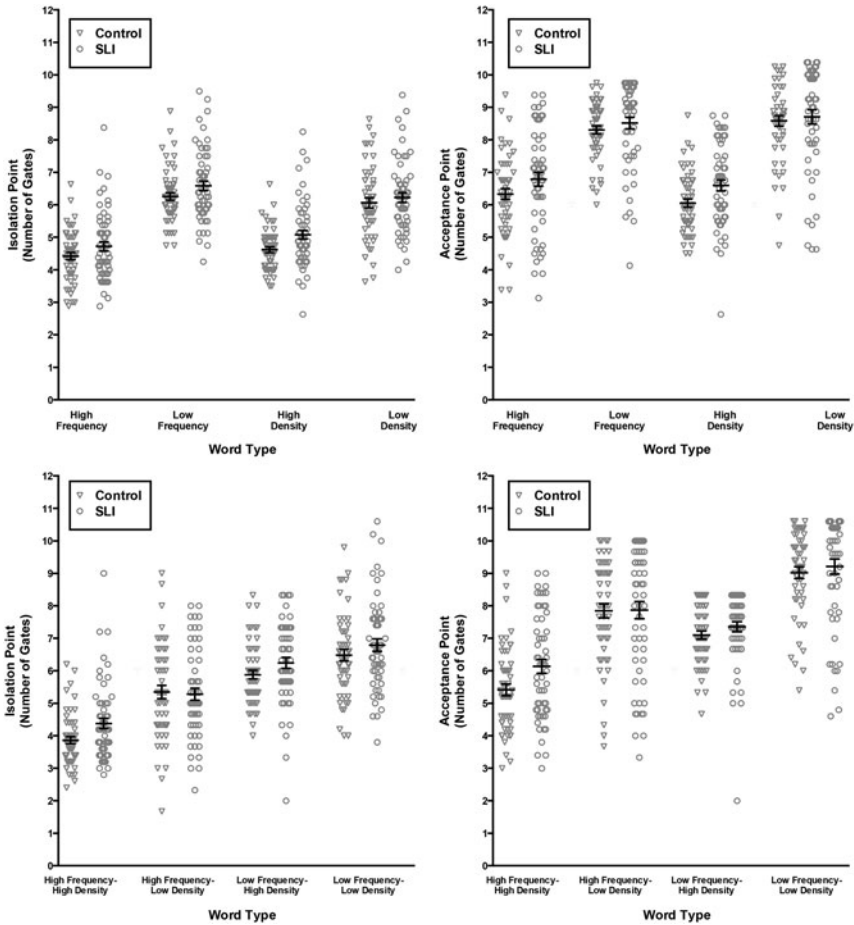 Control
SLI
12
11
10
9
8
7
6
5
4
3
2
1
0
Isolation Point
(Number of Gates)
High
Frequency
Low
Frequency
High
Density
Low
Density
Word Type
Control
SLI
12
11
10
9
8
7
6
5
4
3
2
1
0
Acceptance Point
(Number of Gates)
High
Frequency
Low
Frequency
High
Density
Low
Density
Word Type
Control
SLI
12
11
10
9
8
7
6
5
4
3
2
1
0
Isolation Point
(Number of Gates)
High Frequency-
High Density
High Frequency-
Low Density
Low Frequency-
High Density
Low Frequency-
Low Density
Word Type
Control
SLI
12
11
10
9
8
7
6
5
4
3
2
1
0
Acceptance Point
(Number of Gates)
High Frequency-
High Density
High Frequency-
Low Density
Low Frequency-
High Density
Low Frequency-
Low Density
Word Type